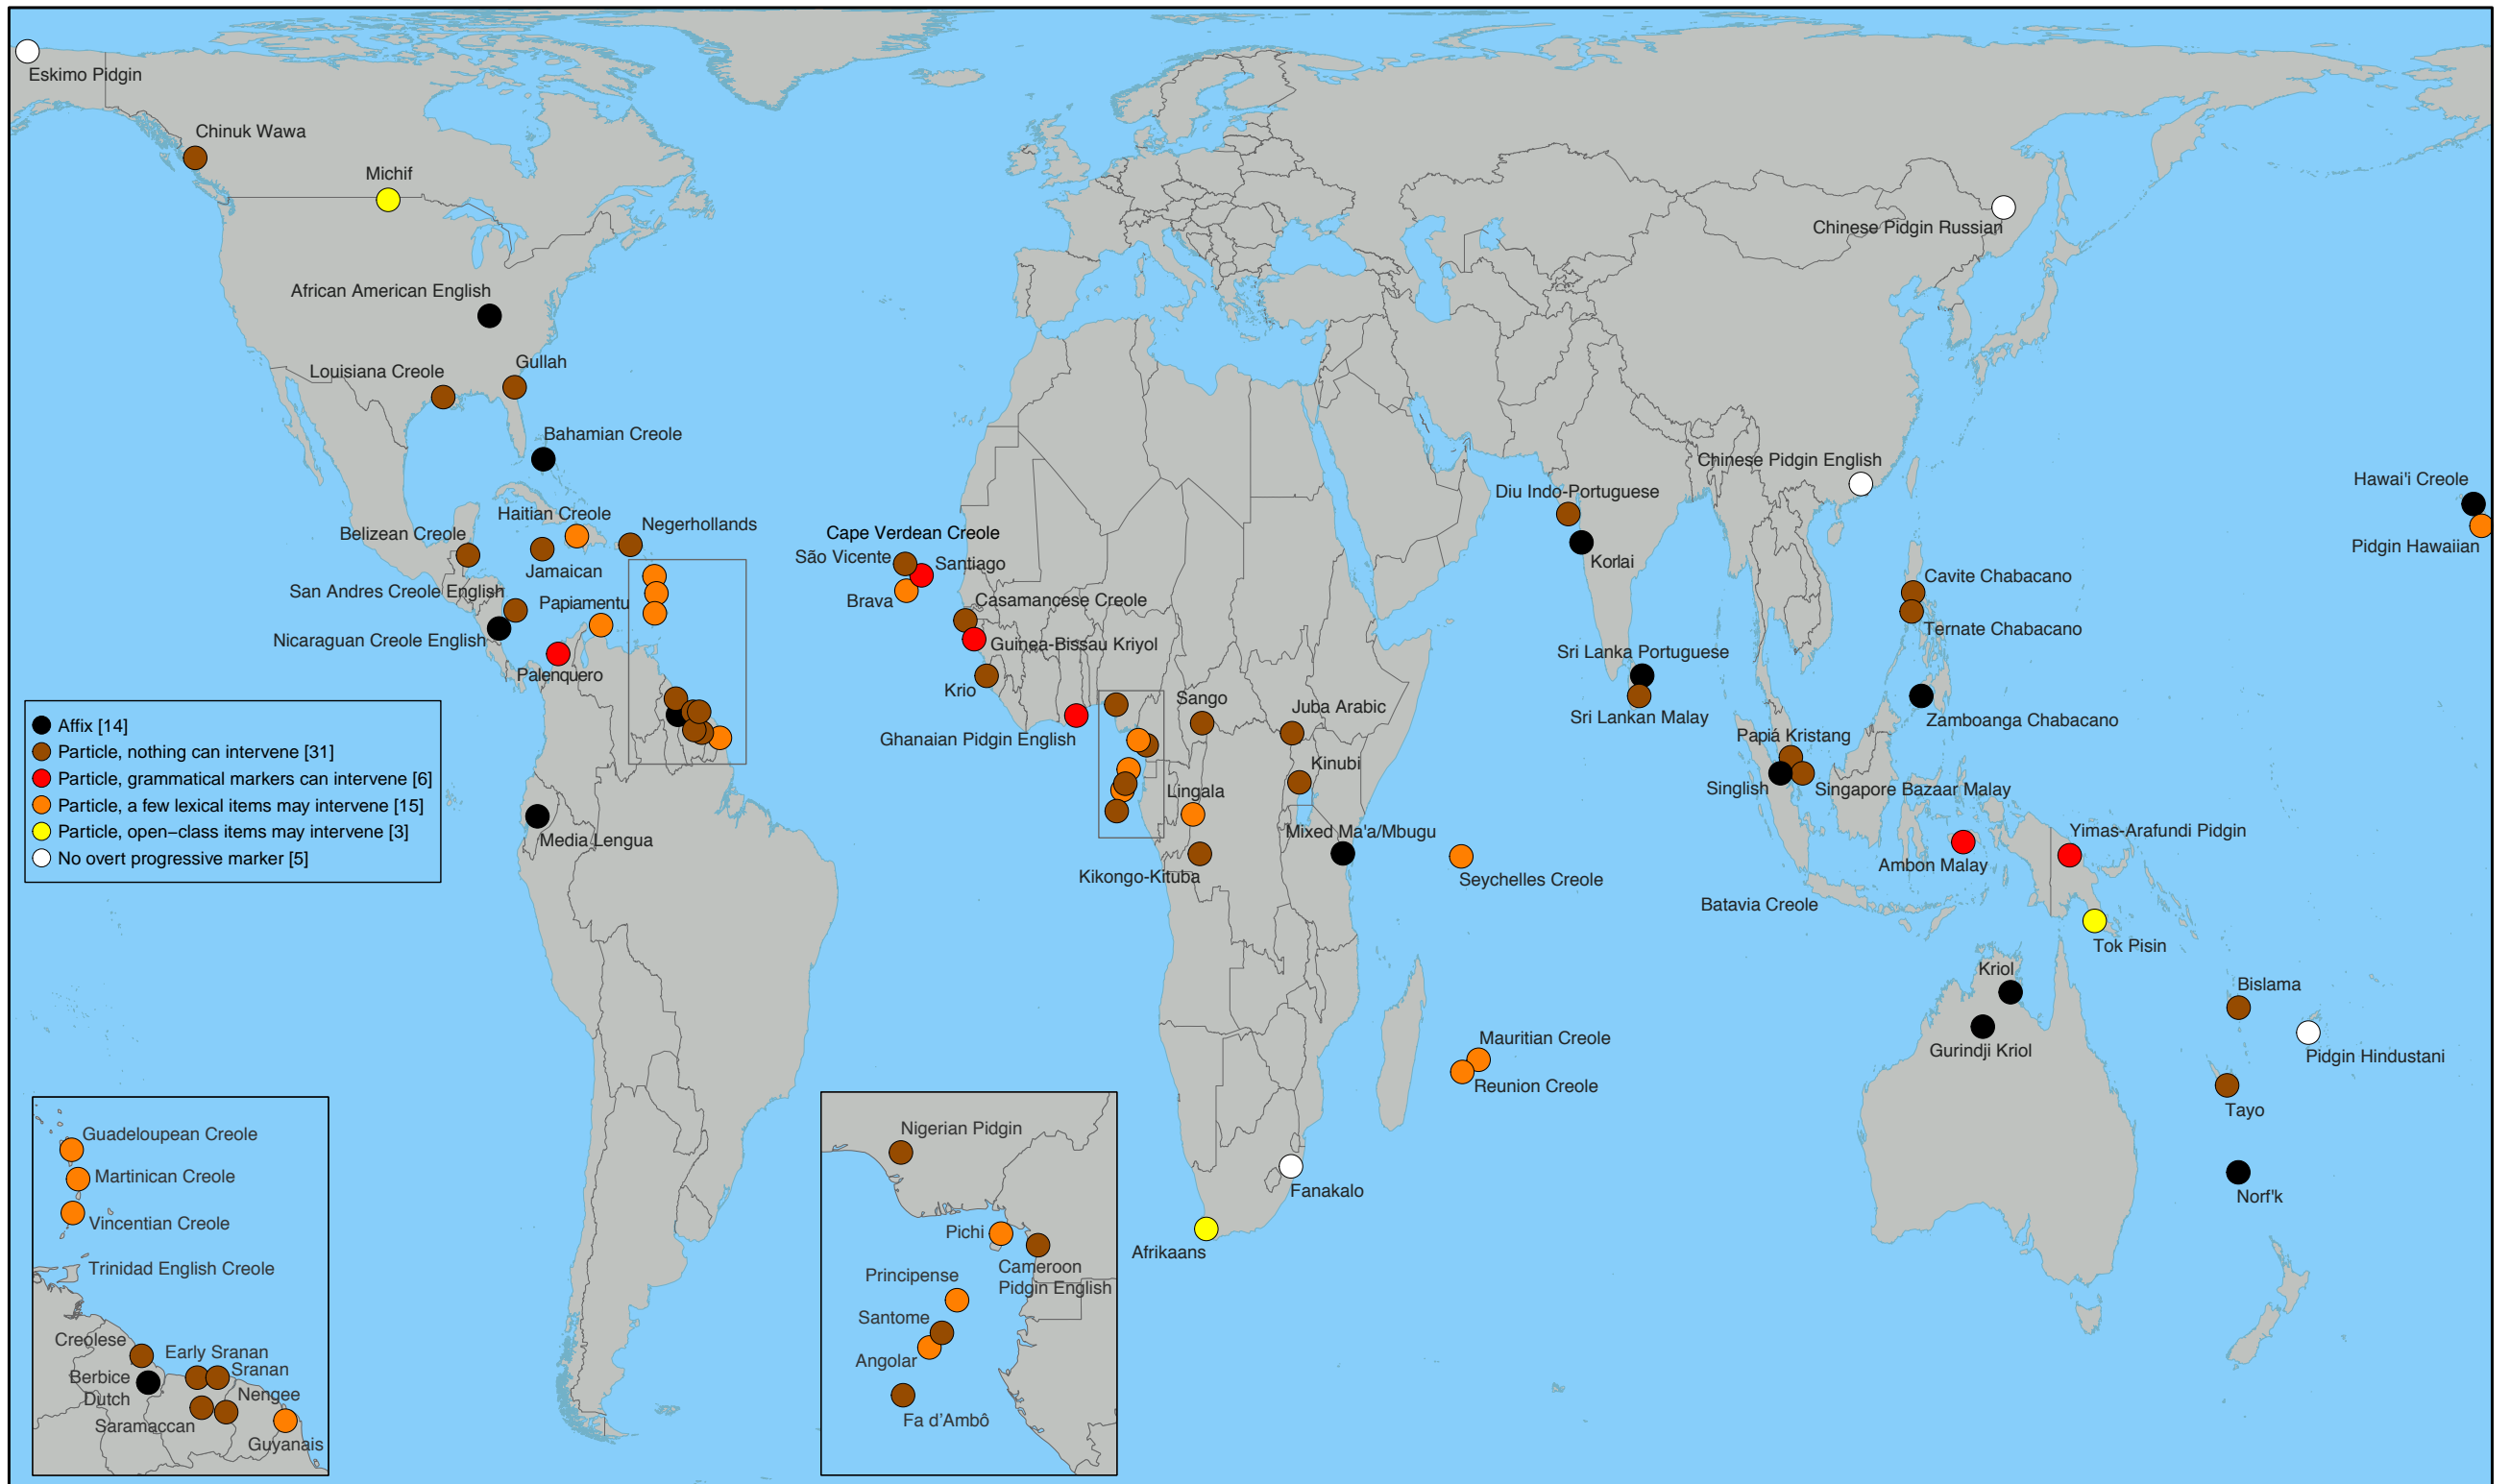 Eskimo Pidgin
Chinuk Wawa
Michif
Chinese Pidgin Russian
African American English
Gullah
Louisiana Creole
Bahamian Creole
Chinese Pidgin English
Hawai'i Creole
Diu Indo-Portuguese
Haitian Creole
Negerhollands
Belizean Creole
Cape Verdean Creole
São Vicente
Santiago
Pidgin Hawaiian
Korlai
Jamaican
Cavite Chabacano
San Andres Creole English
Papiamentu
Brava
Casamancese Creole
Ternate Chabacano
Nicaraguan Creole English
Guinea-Bissau Kriyol
Sri Lanka Portuguese
Palenquero
Krio
Sango
Juba Arabic
Sri Lankan Malay
Zamboanga Chabacano
Ghanaian Pidgin English
Papiá Kristang
Kinubi
Lingala
Singlish
Singapore Bazaar Malay
Affix [14]
Particle, nothing can intervene [31]
Particle, grammatical markers can intervene [6]
Particle, a few lexical items may intervene [15]
Particle, open−class items may intervene [3]
No overt progressive marker [5]
Media Lengua
Mixed Ma'a/Mbugu
Yimas-Arafundi Pidgin
Ambon Malay
Kikongo-Kituba
Seychelles Creole
Batavia Creole
Tok Pisin
Kriol
Bislama
Mauritian Creole
Gurindji Kriol
Pidgin Hindustani
Reunion Creole
Tayo
Fanakalo
Norf'k
Afrikaans
Guadeloupean Creole
Martinican Creole
Vincentian Creole
Trinidad English Creole
Creolese
Early Sranan
Sranan
Berbice
Dutch
Nengee
Saramaccan
Guyanais
Nigerian Pidgin
Pichi
Cameroon
Pidgin English
Principense
Santome
Angolar
Fa d’Ambô